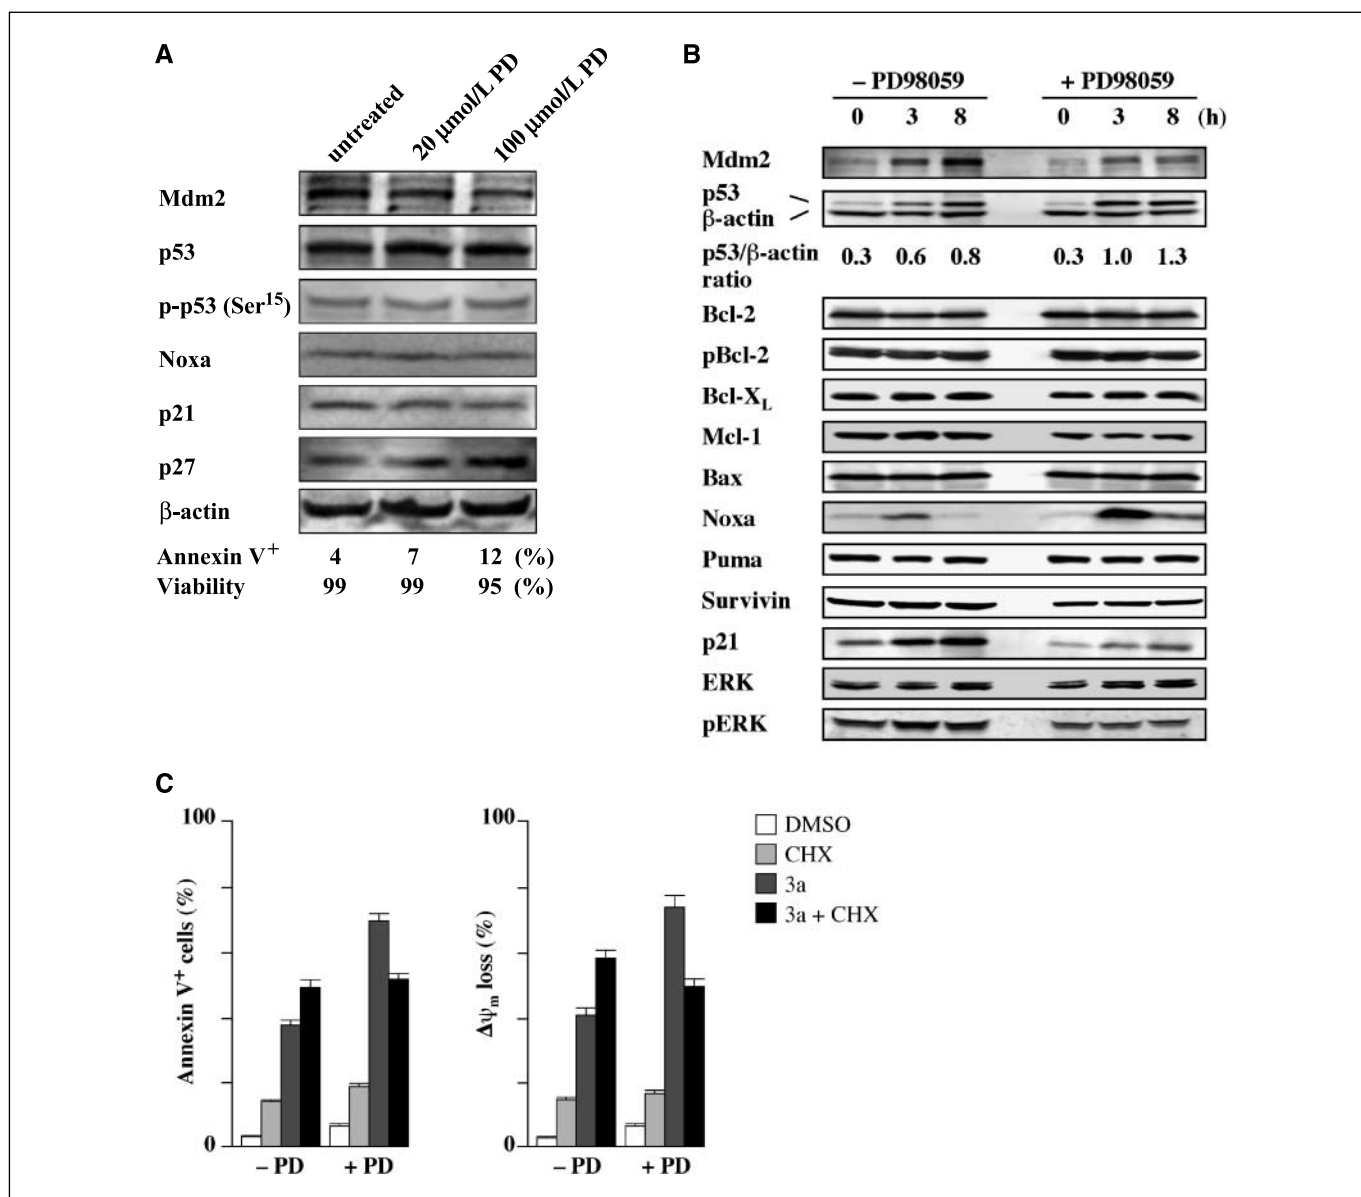 A
untreated
20 μmol/L PD
100 μmol/L PD
Mdm2
p53
p-p53 (Ser15)
Noxa
p21
p27
β-actin
Annexin V+ 4 7 12 (%)
Viability 99 99 95 (%)
B
– PD98059 + PD98059
0 3 8 0 3 8 (h)
Mdm2
p53
β-actin
p53/β-actin 0.3 0.6 0.8 0.3 1.0 1.3
ratio
Bcl-2
pBcl-2
Bcl-XL
Mcl-1
Bax
Noxa
Puma
Survivin
p21
ERK
pERK
C
100
Annexin V+ cells (%)
0
– PD + PD
100
Δψm loss (%)
0
– PD + PD
DMSO
CHX
3a
3a + CHX